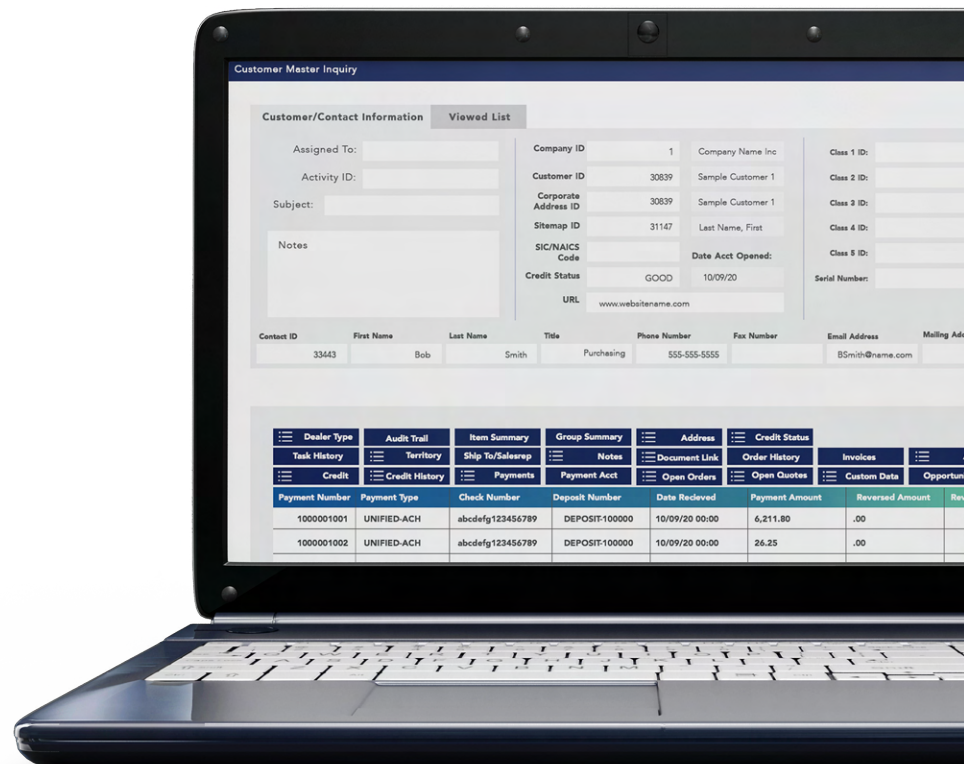 Customer Master Inquiry
Customer/Contact Information Viewed List
Assigned To:
Activity ID:
Subject:
Notes
Company ID 1 Company Name Inc
Customer ID 30839 Sample Customer 1
Corporate
Address ID 30839 Sample Customer 1
Sitemap ID 31147 Last Name, First
SIC/NAICS
Code Date Acct Opened:
Credit Status GOOD 10/09/20
URL www.websitename.com
Class 1 ID:
Class 2 ID:
Class 3 ID:
Class 4 ID:
Class 5 ID:
Serial Number:
Contact ID First Name Last Name Title Phone Number Fax Number Email Address Mailing Add
33443 Bob Smith Purchasing 555-555-5555 BSmith@name.com
Dealer Type Audit Trail Item Summary Group Summary Address Credit Status
Task History Territory Ship To/Salesrep Notes Document Link Order History Invoices
Credit Credit History Payments Payment Acct Open Orders Open Quotes Custom Data Opportun
Payment Number Payment Type Check Number Deposit Number Date Recieved Payment Amount Reversed Amount Rev
1000001001 UNIFIED-ACH abcdefg123456789 DEPOSIT-100000 10/09/20 00:00 6,211.80 .00
1000001002 UNIFIED-ACH abcdefg123456789 DEPOSIT-100000 10/09/20 00:00 26.25 .00